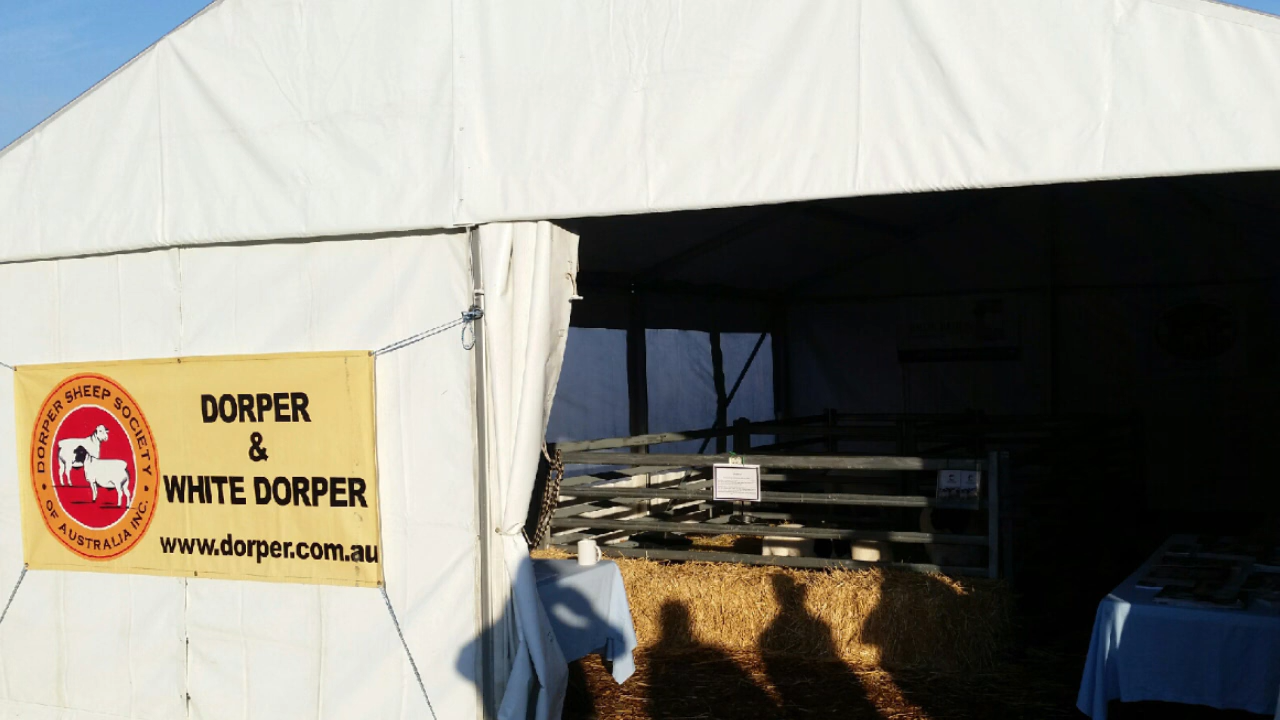 DORPER SHEEP SOCIETY
OF AUSTRALIA INC.
DORPER
&
WHITE DORPER
www.dorper.com.au